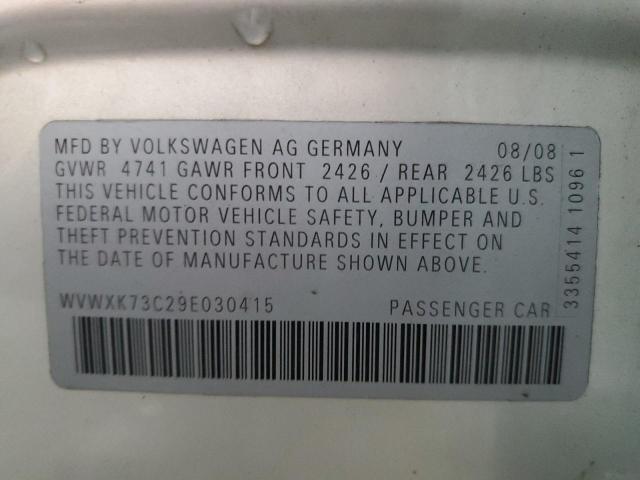 MFD BY VOLKSWAGEN AG GERMANY 08/08
GVWR 4741 GAWR FRONT 2426 / REAR 2426 LBS
THIS VEHICLE CONFORMS TO ALL APPLICABLE U.S.
FEDERAL MOTOR VEHICLE SAFETY, BUMPER AND
THEFT PREVENTION STANDARDS IN EFFECT ON
THE DATE OF MANUFACTURE SHOWN ABOVE.
WVWXK73C29E030415 PASSENGER CAR
3355414 1096 1